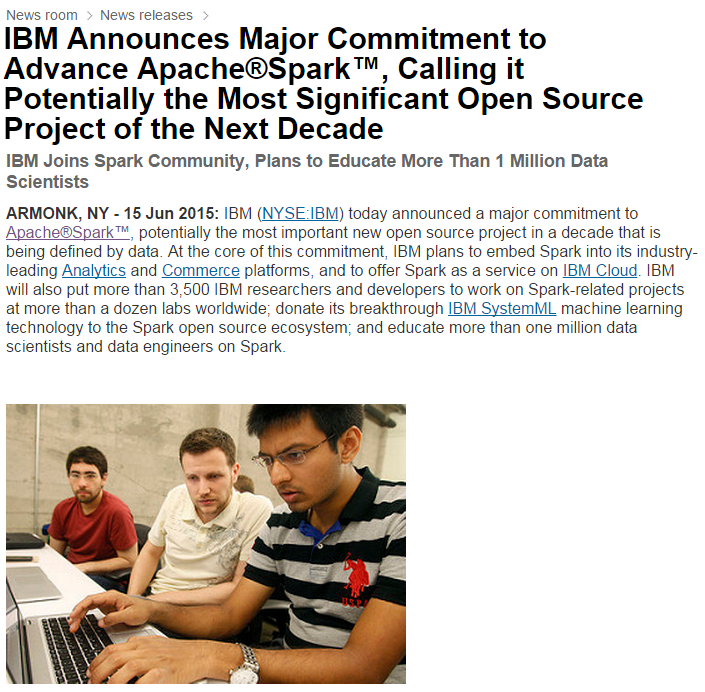 News room > News releases >
IBM Announces Major Commitment to
Advance Apache®Spark™, Calling it
Potentially the Most Significant Open Source
Project of the Next Decade
IBM Joins Spark Community, Plans to Educate More Than 1 Million Data
Scientists
ARMONK, NY - 15 Jun 2015: IBM (NYSE:IBM) today announced a major commitment to
Apache®Spark™, potentially the most important new open source project in a decade that is
being defined by data. At the core of this commitment, IBM plans to embed Spark into its industry-
leading Analytics and Commerce platforms, and to offer Spark as a service on IBM Cloud. IBM
will also put more than 3,500 IBM researchers and developers to work on Spark-related projects
at more than a dozen labs worldwide; donate its breakthrough IBM SystemML machine learning
technology to the Spark open source ecosystem; and educate more than one million data
scientists and data engineers on Spark.